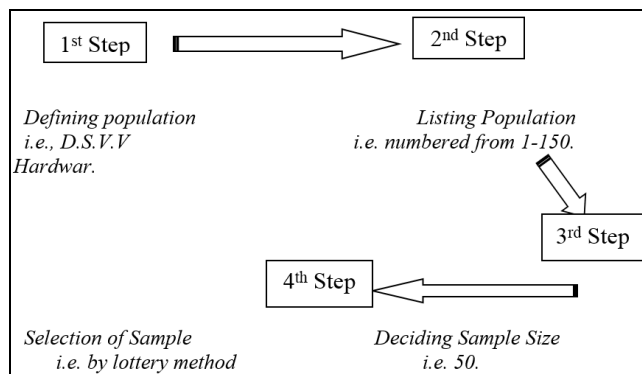 1st Step
2nd Step
Defining population
i.e., D.S.V.V
Hardwar.
Listing Population
i.e. numbered from 1-150.
3rd Step
4th Step
Selection of Sample
i.e. by lottery method
Deciding Sample Size
i.e. 50.